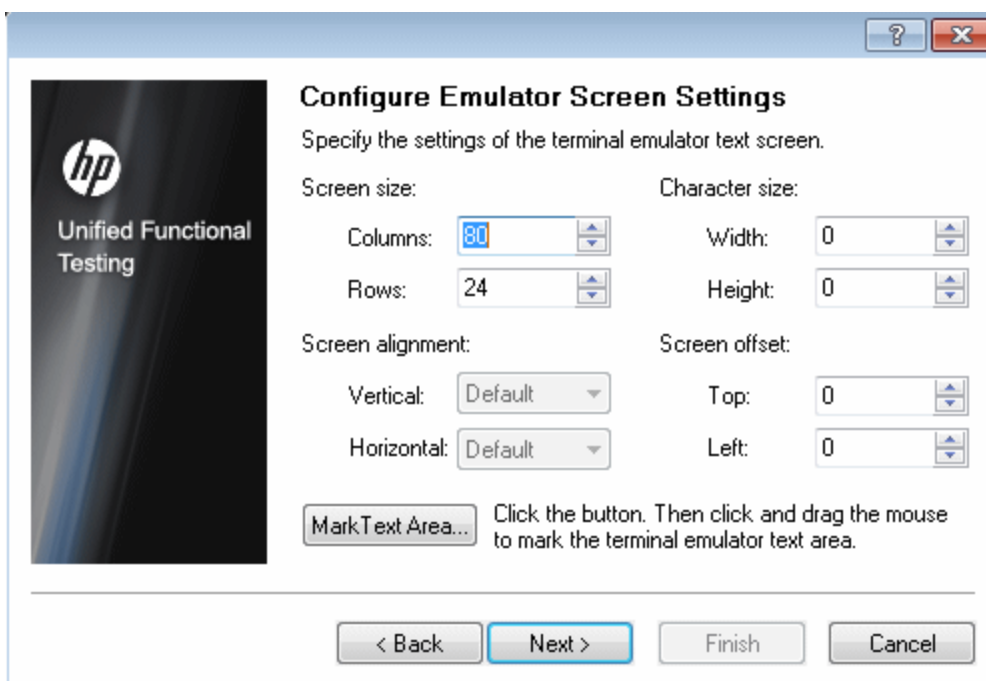 ?
hp
Unified Functional
Testing
Configure Emulator Screen Settings
Specify the settings of the terminal emulator text screen.
Screen size:
Columns: 80
Rows: 24
Character size:
Width: 0
Height: 0
Screen alignment:
Vertical: Default
Horizontal: Default
Screen offset:
Top: 0
Left: 0
Mark Text Area...
Click the button. Then click and drag the mouse
to mark the terminal emulator text area.
< Back
Next >
Finish
Cancel